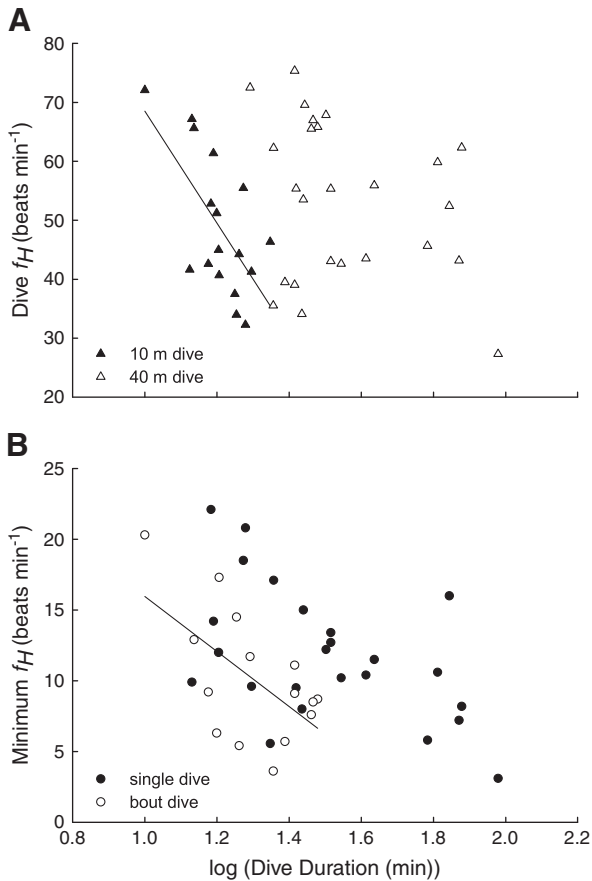 A
80
70
60
50
40
30
20
Dive fH (beats min-1)
10 m dive
40 m dive
B
25
20
15
10
5
0
Minimum fH (beats min-1)
single dive
bout dive
0.8 1.0 1.2 1.4 1.6 1.8 2.0 2.2
log (Dive Duration (min))